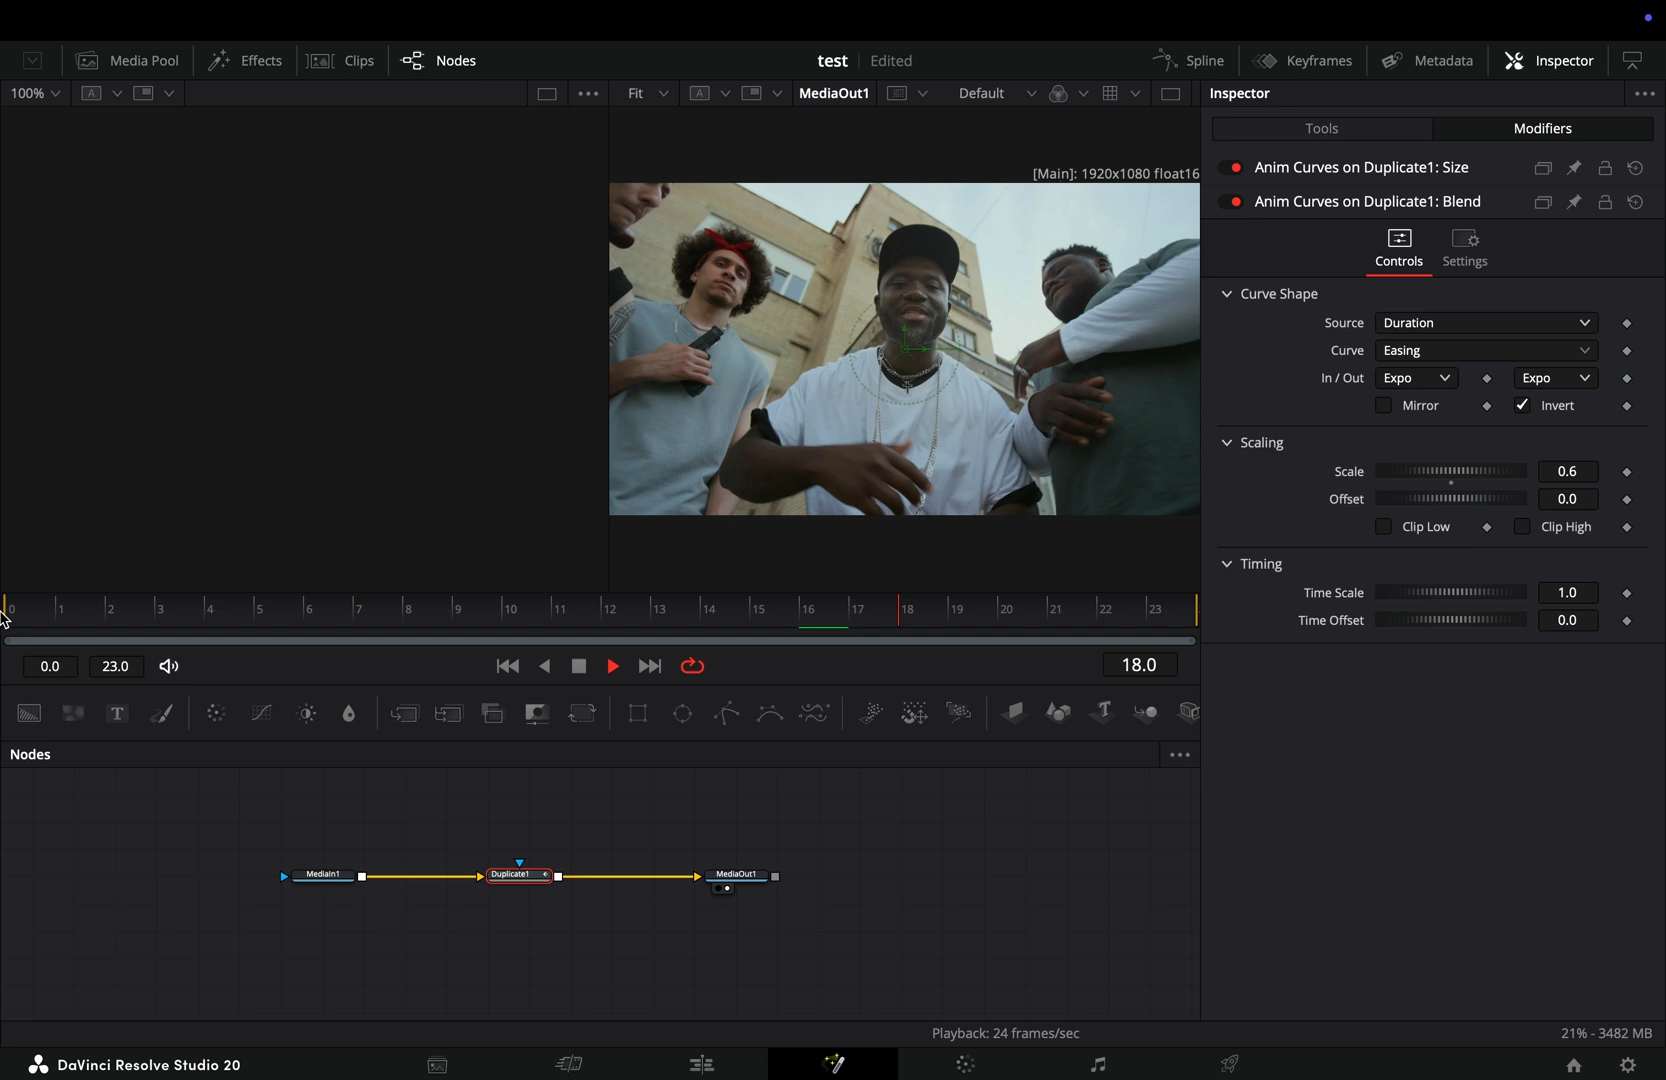 Media Pool Effects Clips Nodes test Edited Spline Keyframes Metadata Inspector
100% A Fit A MediaOut1 Default Inspector
Tools Modifiers
[Main]: 1920x1080 float16
Anim Curves on Duplicate1: Size
Anim Curves on Duplicate1: Blend
Controls Settings
Curve Shape
Source Duration
Curve Easing
In / Out Expo Expo
Mirror Invert
Scaling
Scale 0.6
Offset 0.0
Clip Low Clip High
Timing
Time Scale 1.0
Time Offset 0.0
0 1 2 3 4 5 6 7 8 9 10 11 12 13 14 15 16 17 18 19 20 21 22 23
0.0 23.0 18.0
T T
Nodes
MediaIn1 Duplicate1 MediaOut1
Playback: 24 frames/sec 21% - 3482 MB
DaVinci Resolve Studio 20